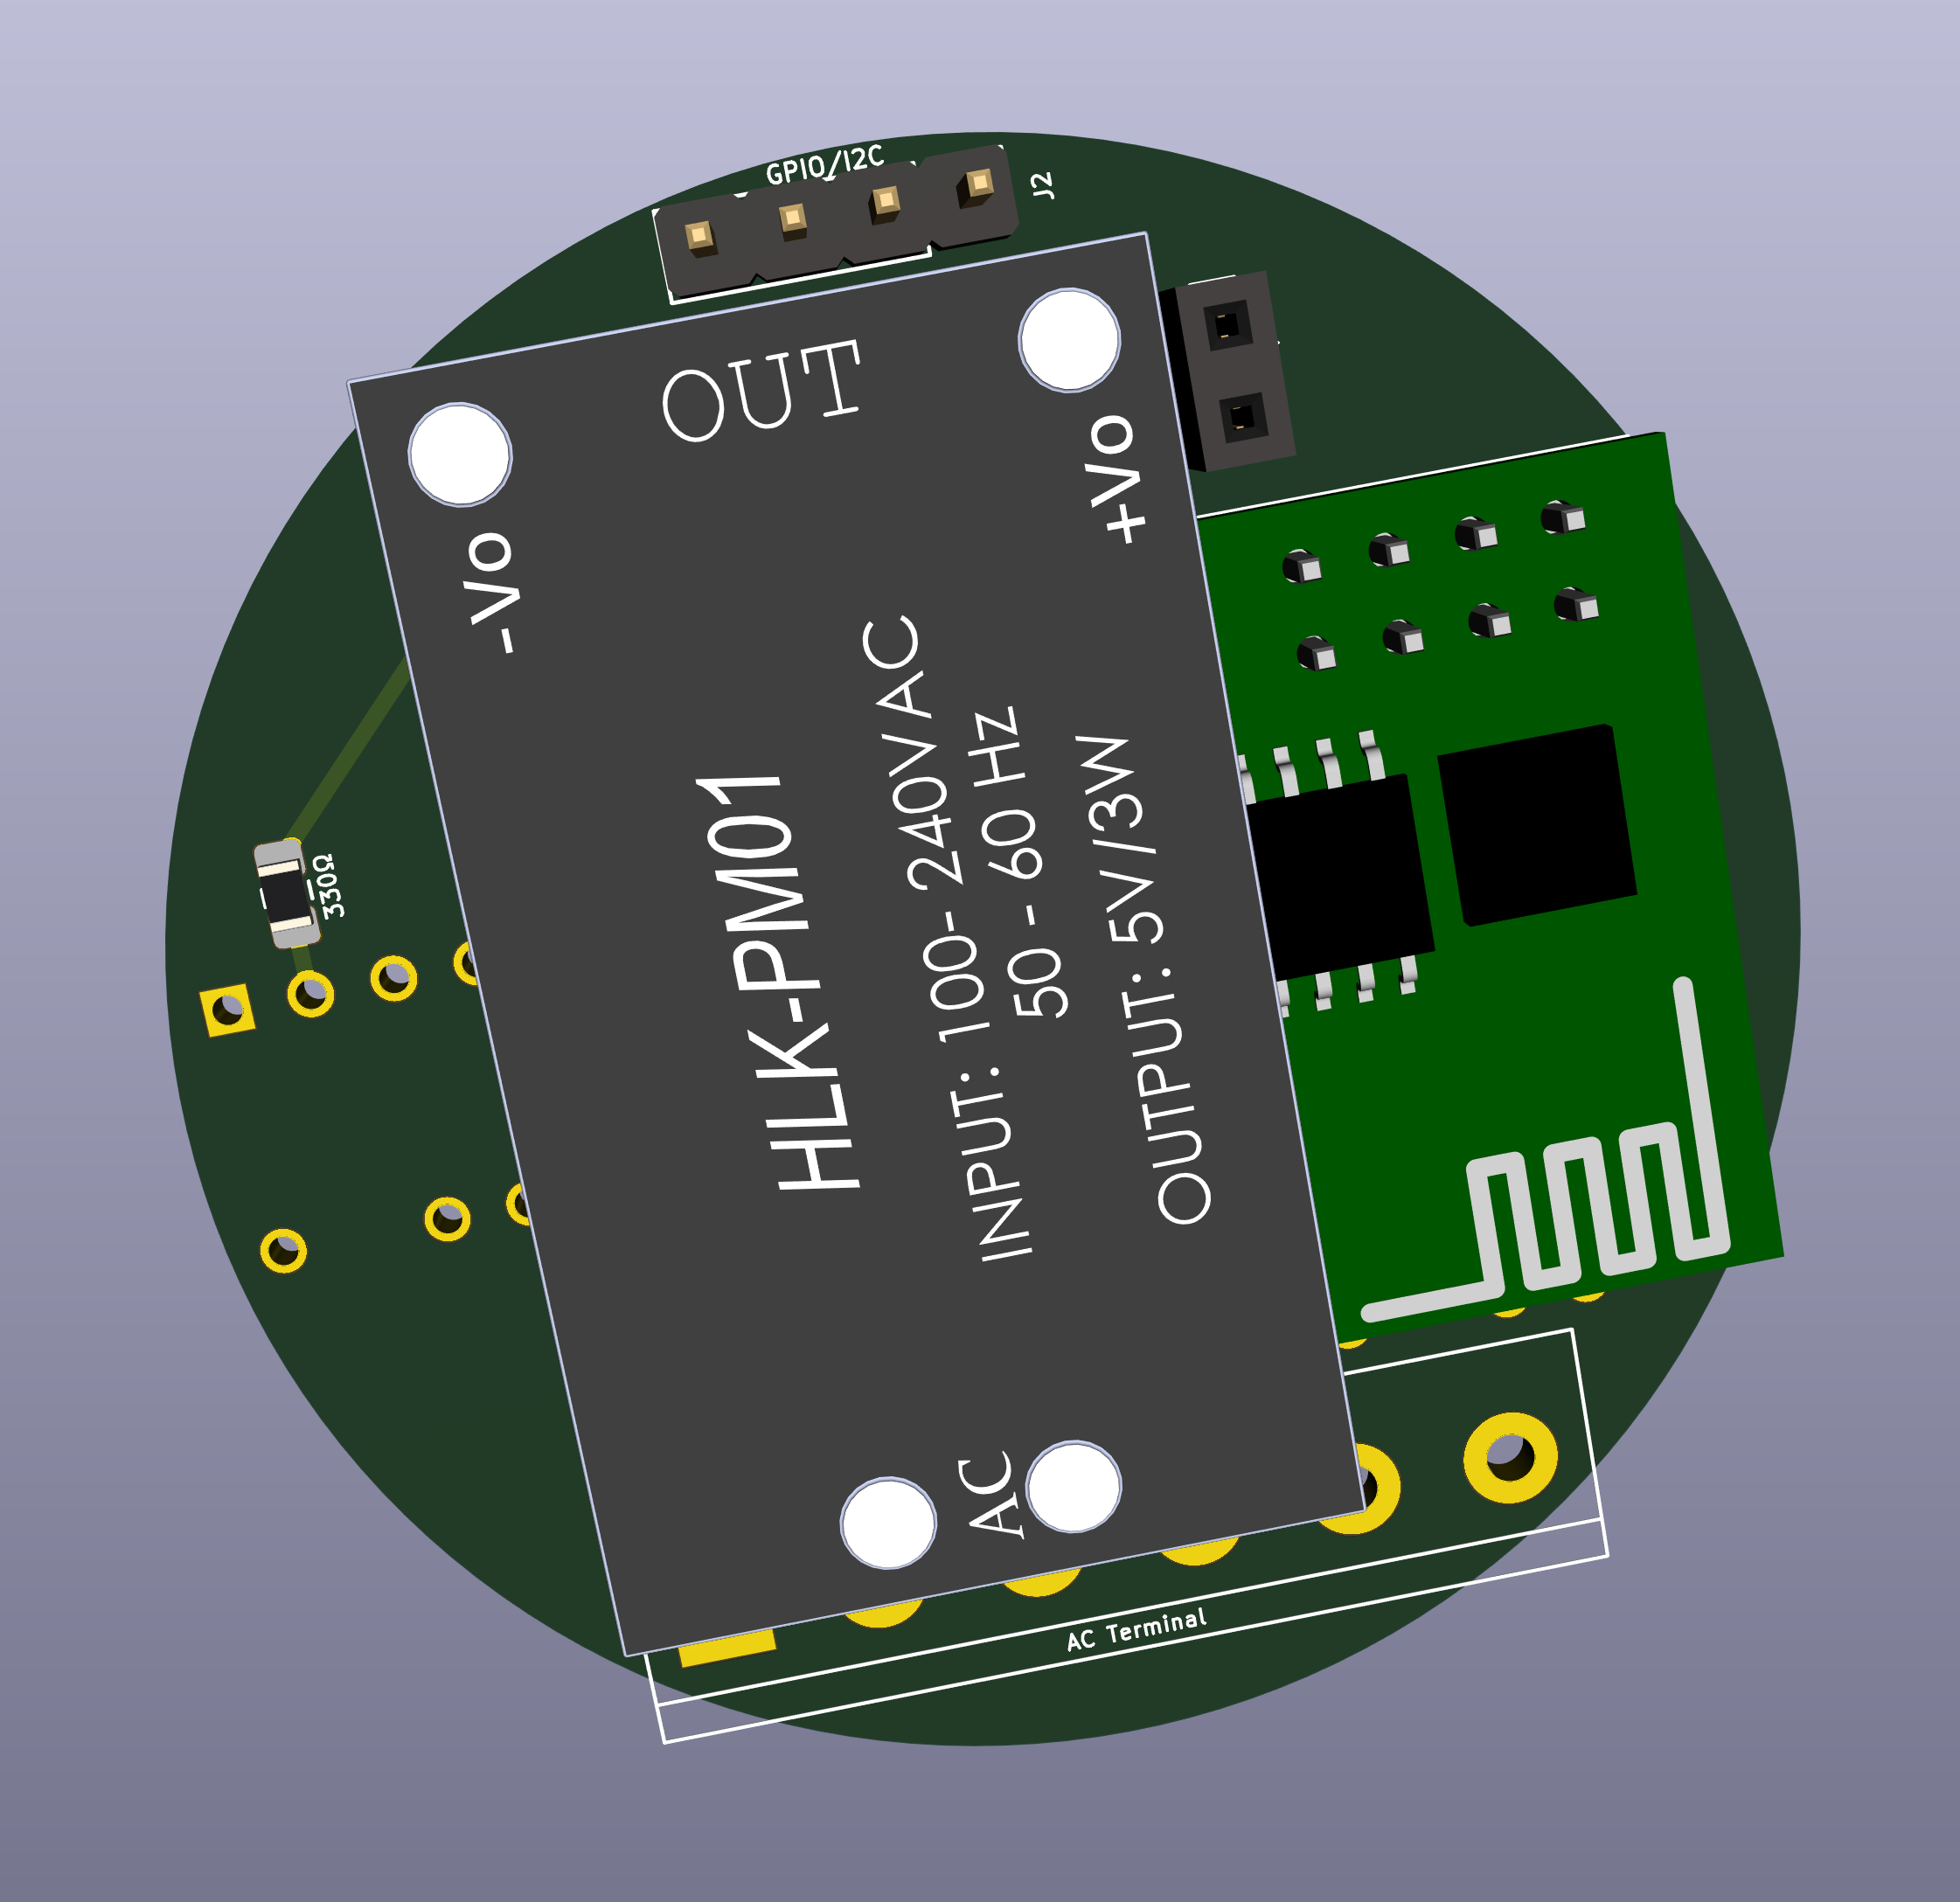 GPIO/I2C
J2
OUT
-Vo
+Vo
HLK-PM01
INPUT: 100- 240VAC
50 - 60 Hz
OUTPUT: 5V/3W
330Ω
AC
AC Terminal